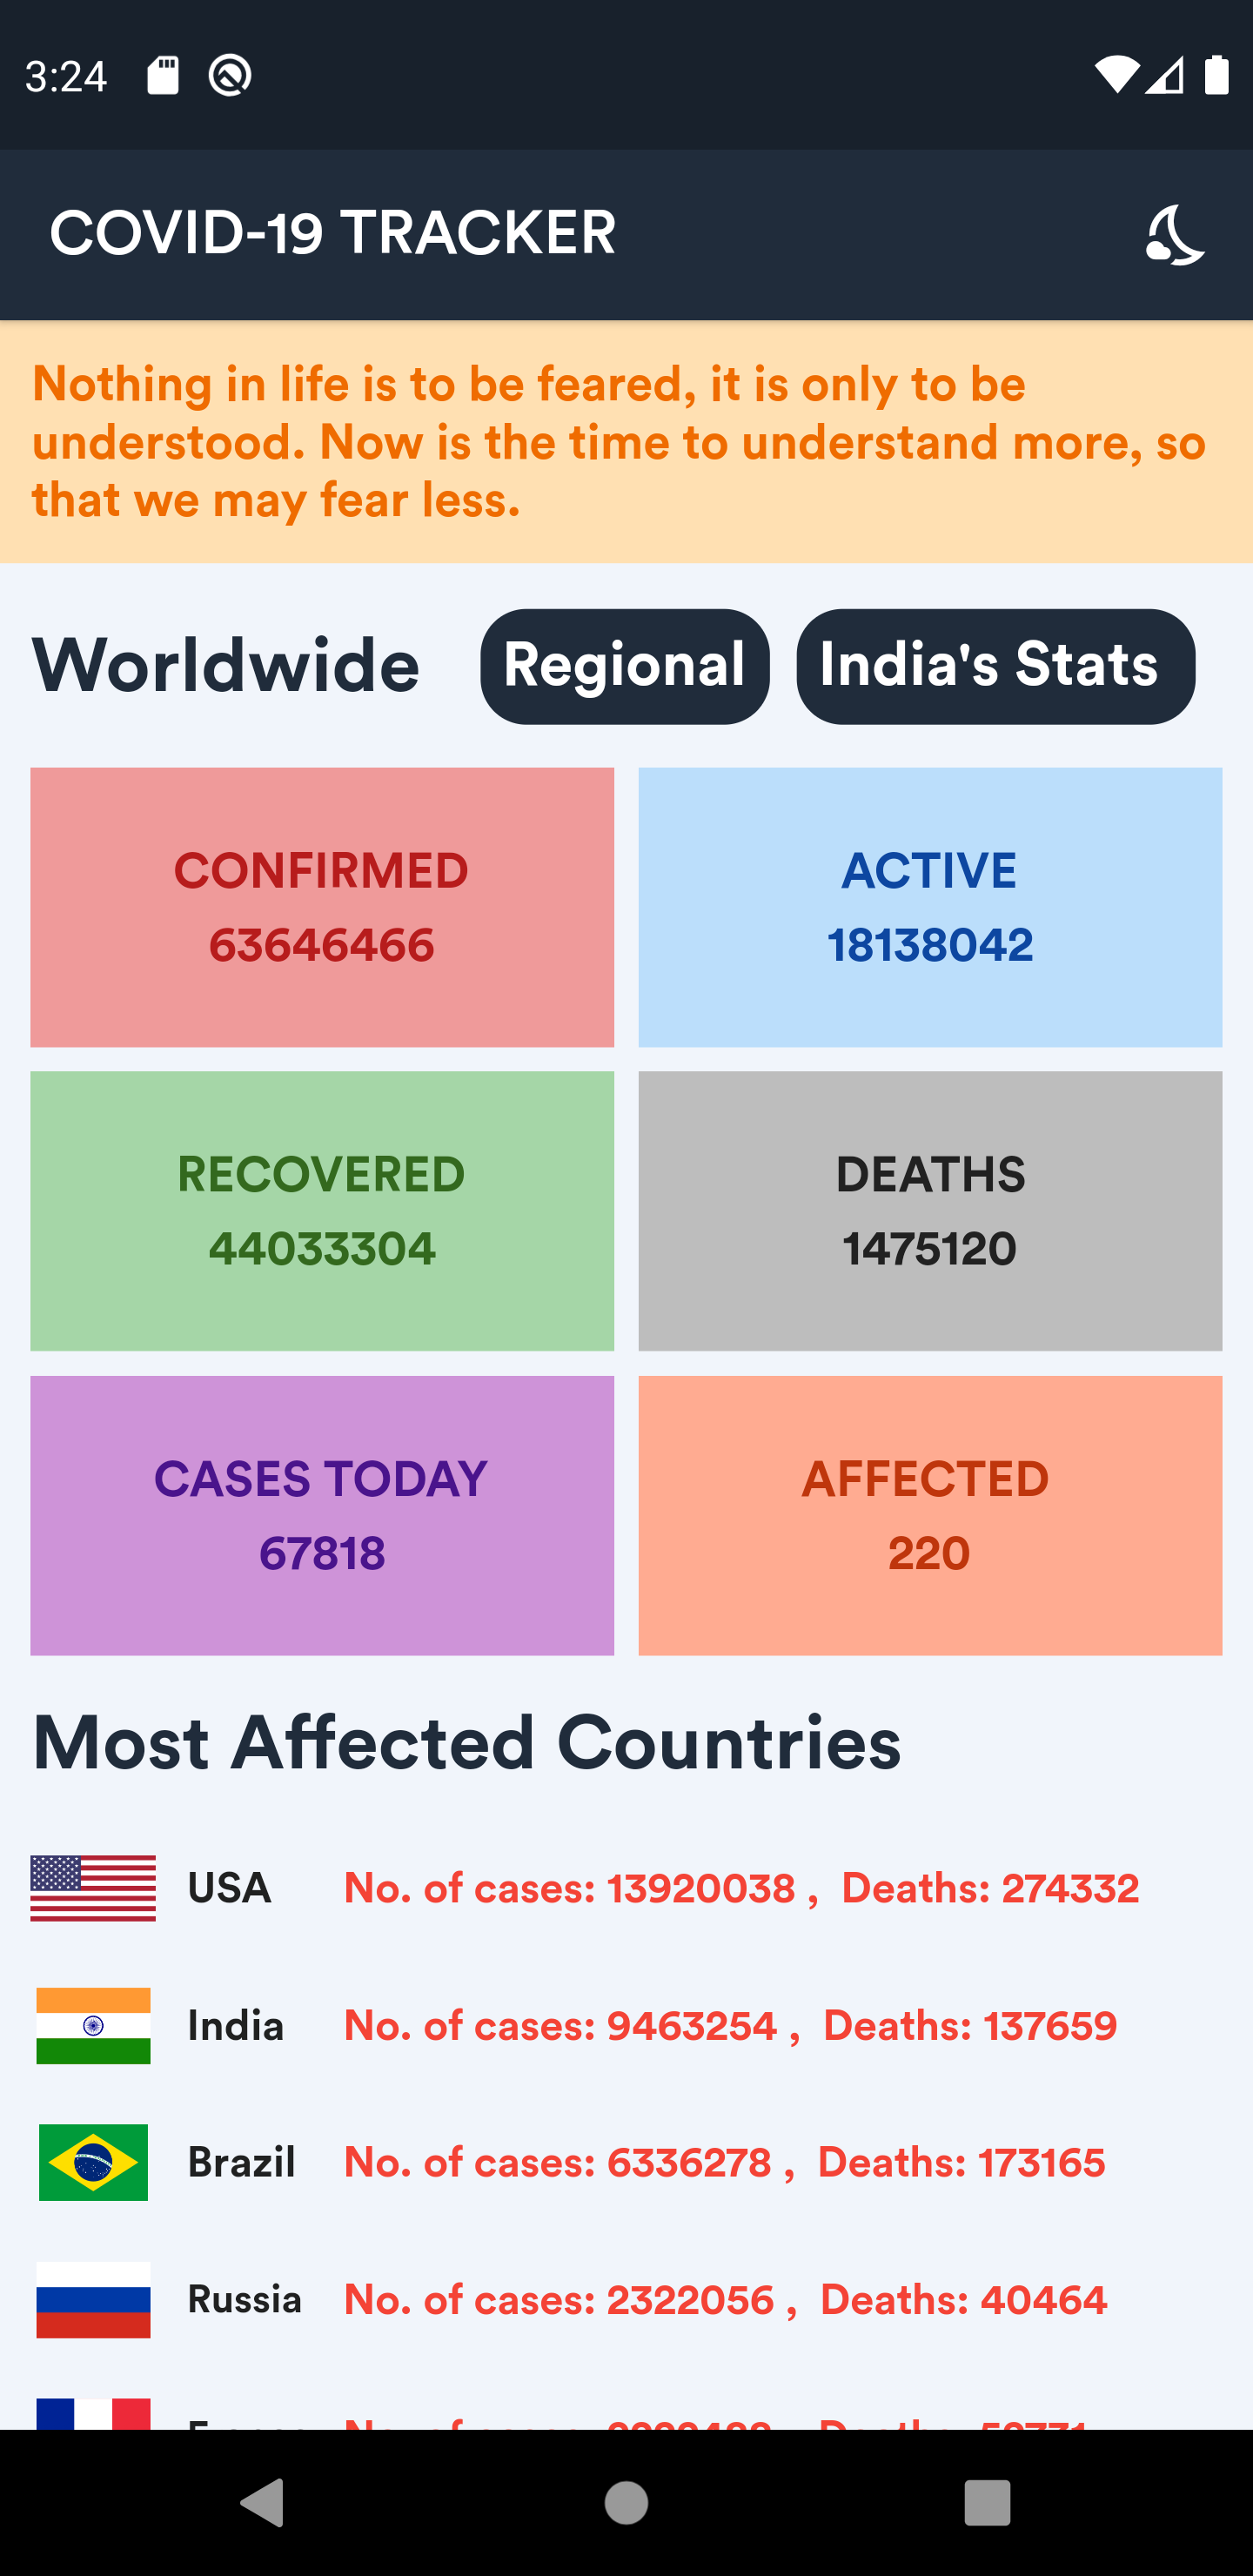 3:24
COVID-19 TRACKER
Nothing in life is to be feared, it is only to be
understood. Now is the time to understand more, so
that we may fear less.
Worldwide Regional India's Stats
CONFIRMED ACTIVE
63646466 18138042
RECOVERED DEATHS
44033304 1475120
CASES TODAY AFFECTED
67818 220
Most Affected Countries
USA No. of cases: 13920038 , Deaths: 274332
India No. of cases: 9463254 , Deaths: 137659
Brazil No. of cases: 6336278 , Deaths: 173165
Russia No. of cases: 2322056 , Deaths: 40464
No. of cases: Deaths: